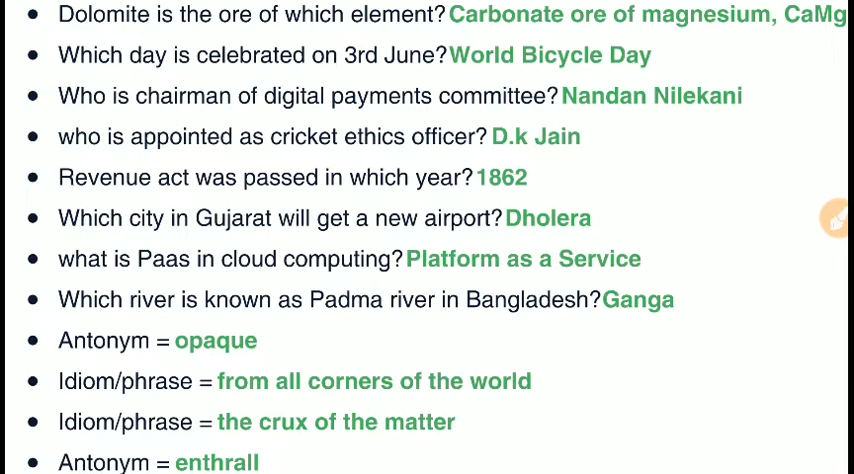 • Dolomite is the ore of which element? Carbonate ore of magnesium, CaMg
• Which day is celebrated on 3rd June?World Bicycle Day
• Who is chairman of digital payments committee? Nandan Nilekani
• who is appointed as cricket ethics officer? D.k Jain
• Revenue act was passed in which year? 1862
• Which city in Gujarat will get a new airport? Dholera
• what is Paas in cloud computing? Platform as a Service
• Which river is known as Padma river in Bangladesh?Ganga
• Antonym = opaque
• Idiom/phrase = from all corners of the world
• Idiom/phrase = the crux of the matter
• Antonym = enthrall